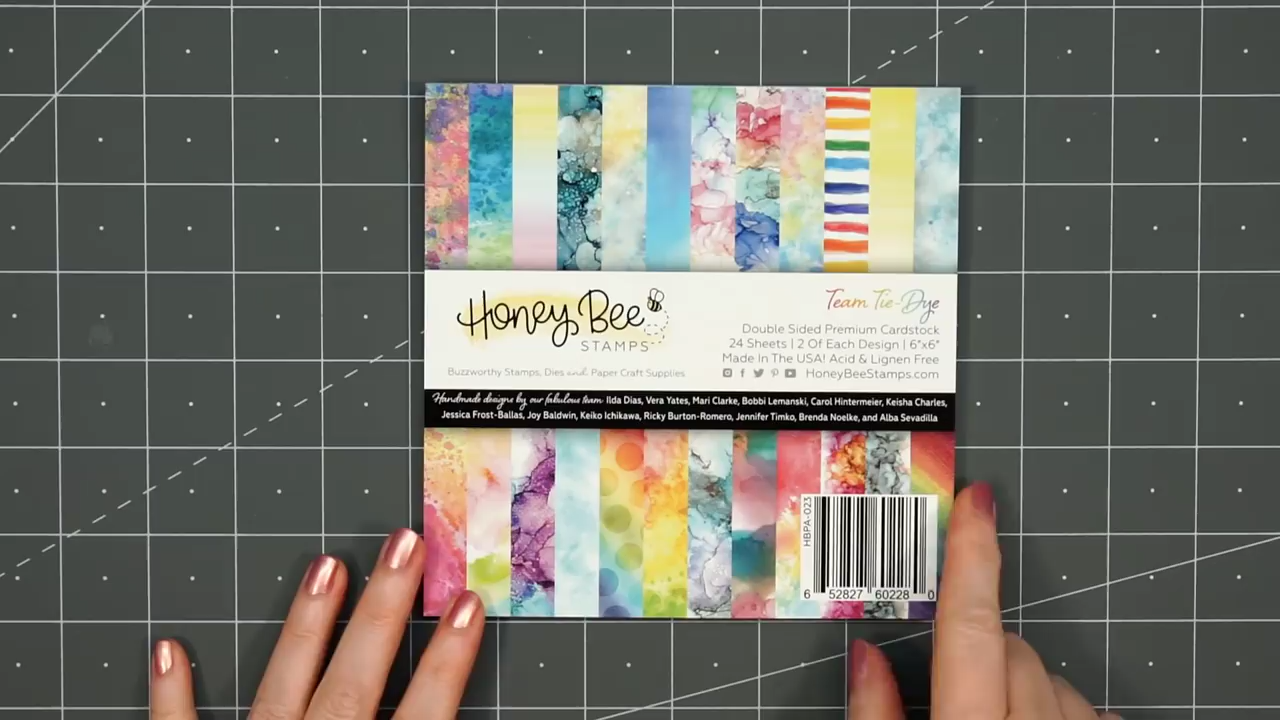 Honey Bee
STAMPS
Buzzworthy Stamps, Dies and Paper Craft Supplies
Team Tie-Dye
Double Sided Premium Cardstock
24 Sheets | 2 Of Each Design | 6"x6"
Made In The USA! Acid & Lignen Free
HoneyBeeStamps.com
Handmade designs by our fabulous team Ilda Dias, Vera Yates, Mari Clarke, Bobbi Lemanski, Carol Hintermeier, Keisha Charles,
Jessica Frost-Ballas, Joy Baldwin, Keiko Ichikawa, Ricky Burton-Romero, Jennifer Timko, Brenda Noelke, and Alba Sevadilla
HBPA-023
6 52827 60228 0